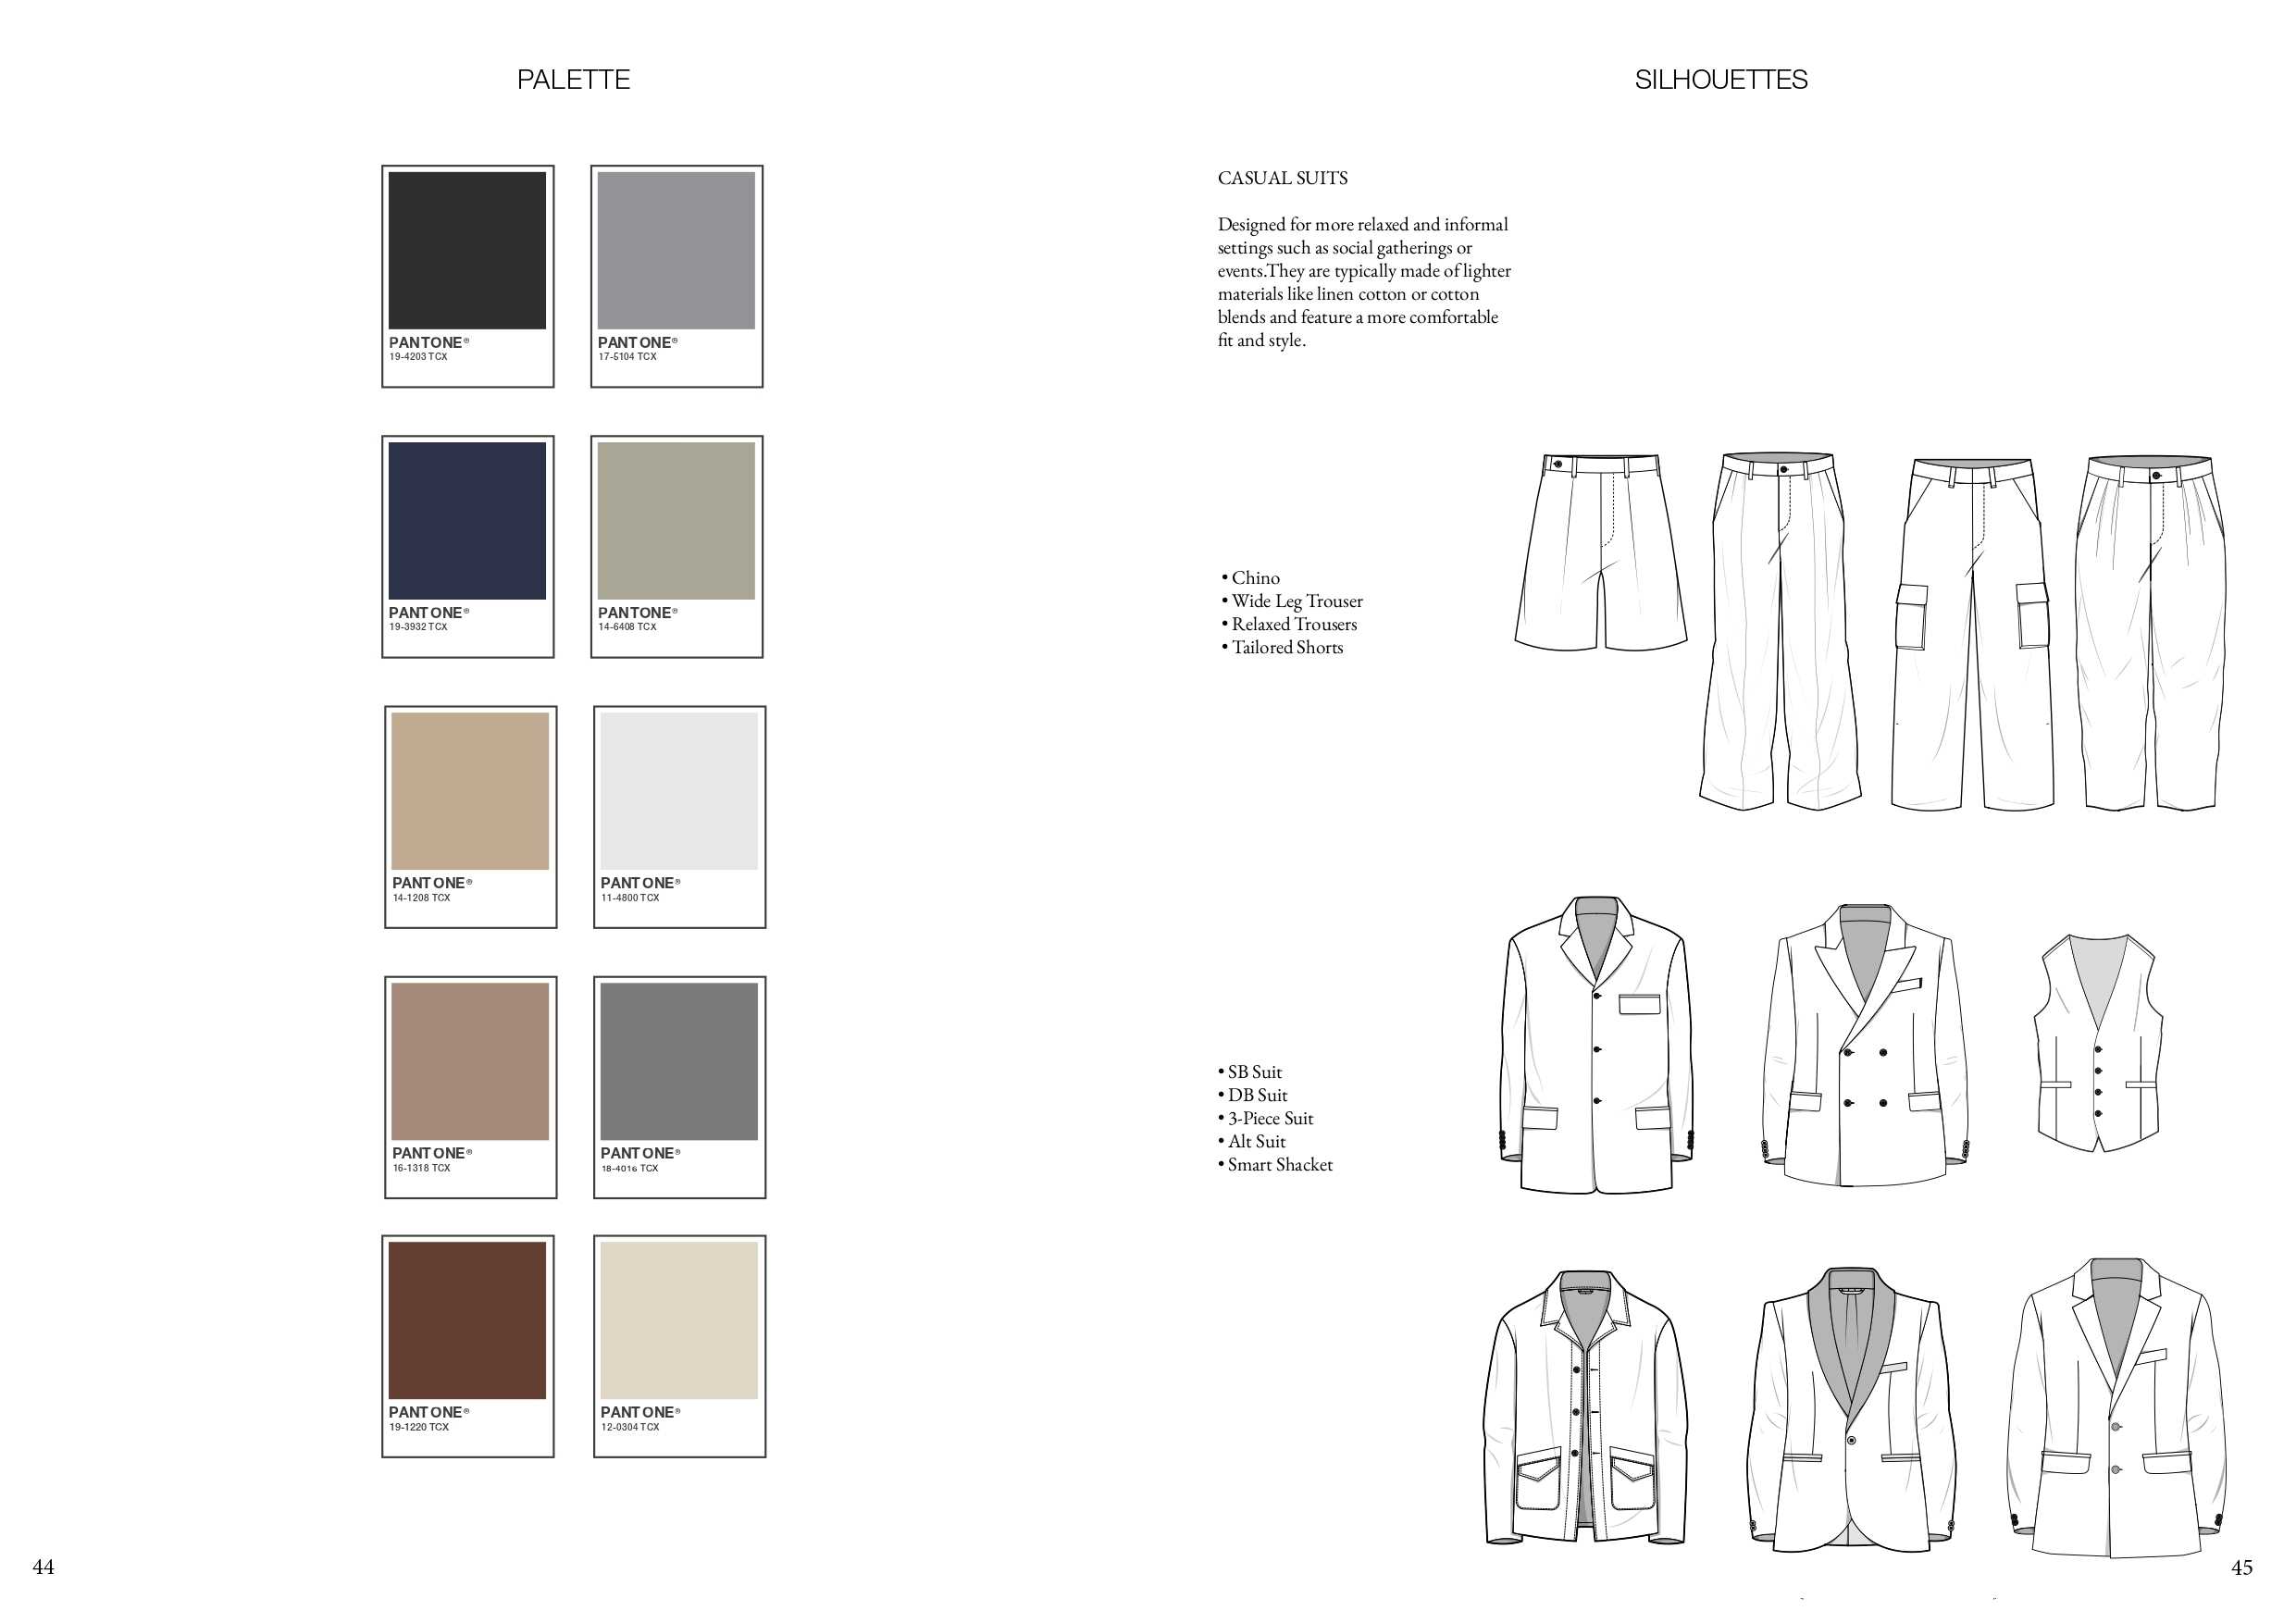 PALETTE
PANTONE®
19-4203 TCX
PANTONE®
17-5104 TCX
PANTONE®
19-3932 TCX
PANTONE®
14-6408 TCX
PANTONE®
14-1208 TCX
PANTONE®
11-4800 TCX
PANTONE®
16-1318 TCX
PANTONE®
18-4016 TCX
PANTONE®
19-1220 TCX
PANTONE®
12-0304 TCX
44
SILHOUETTES
CASUAL SUITS
Designed for more relaxed and informal
settings such as social gatherings or
events.They are typically made of lighter
materials like linen cotton or cotton
blends and feature a more comfortable
fit and style.
• Chino
• Wide Leg Trouser
• Relaxed Trousers
• Tailored Shorts
• SB Suit
• DB Suit
• 3-Piece Suit
• Alt Suit
• Smart Shacket
45